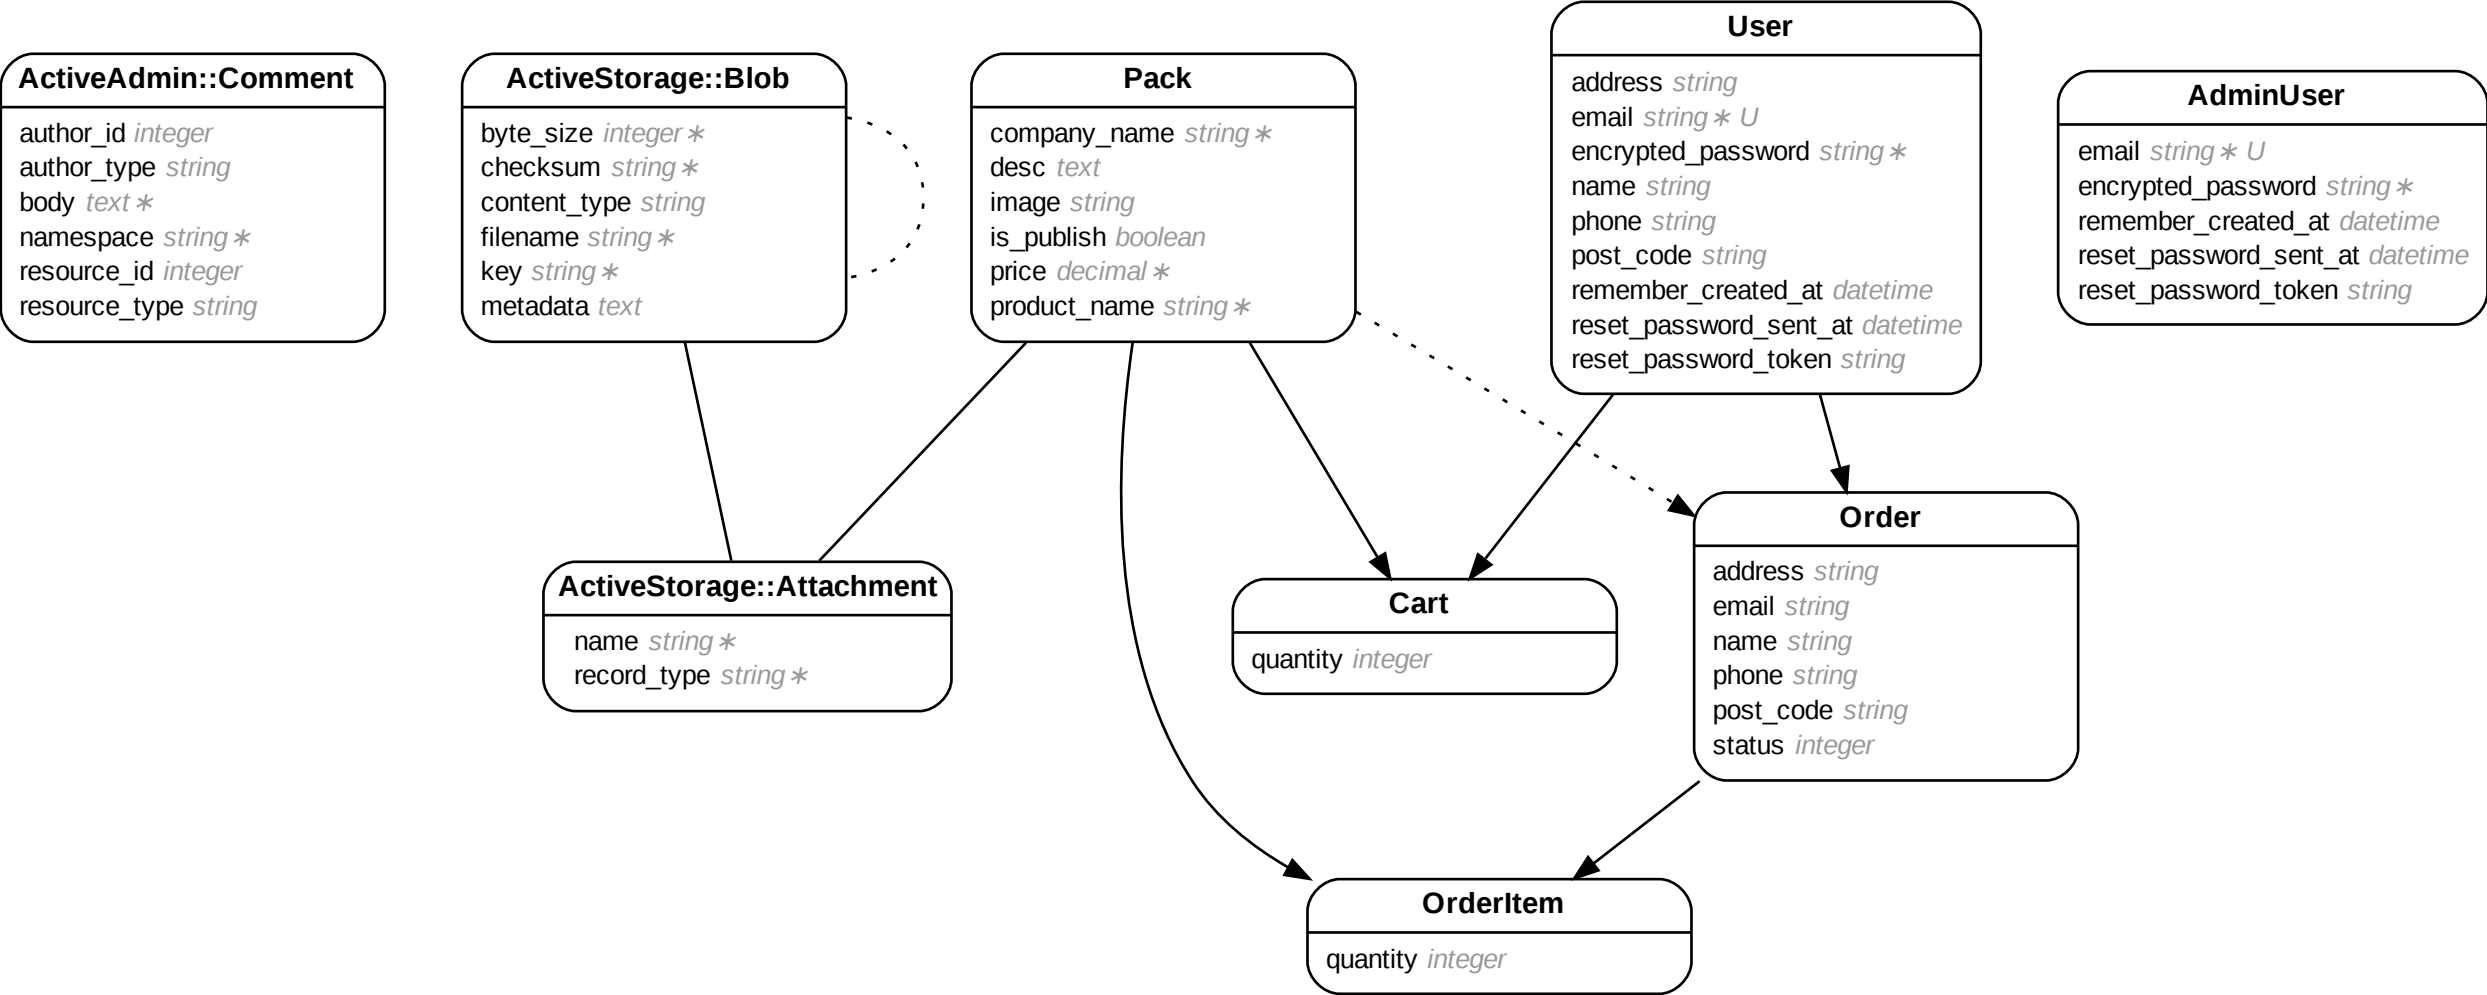 ActiveAdmin::Comment
author_id integer
author_type string
body text ∗
namespace string ∗
resource_id integer
resource_type string
ActiveStorage::Blob
byte_size integer ∗
checksum string ∗
content_type string
filename string ∗
key string ∗
metadata text
Pack
company_name string ∗
desc text
image string
is_publish boolean
price decimal ∗
product_name string ∗
User
address string
email string ∗ U
encrypted_password string ∗
name string
phone string
post_code string
remember_created_at datetime
reset_password_sent_at datetime
reset_password_token string
AdminUser
email string ∗ U
encrypted_password string ∗
remember_created_at datetime
reset_password_sent_at datetime
reset_password_token string
ActiveStorage::Attachment
name string ∗
record_type string ∗
Cart
quantity integer
Order
address string
email string
name string
phone string
post_code string
status integer
OrderItem
quantity integer